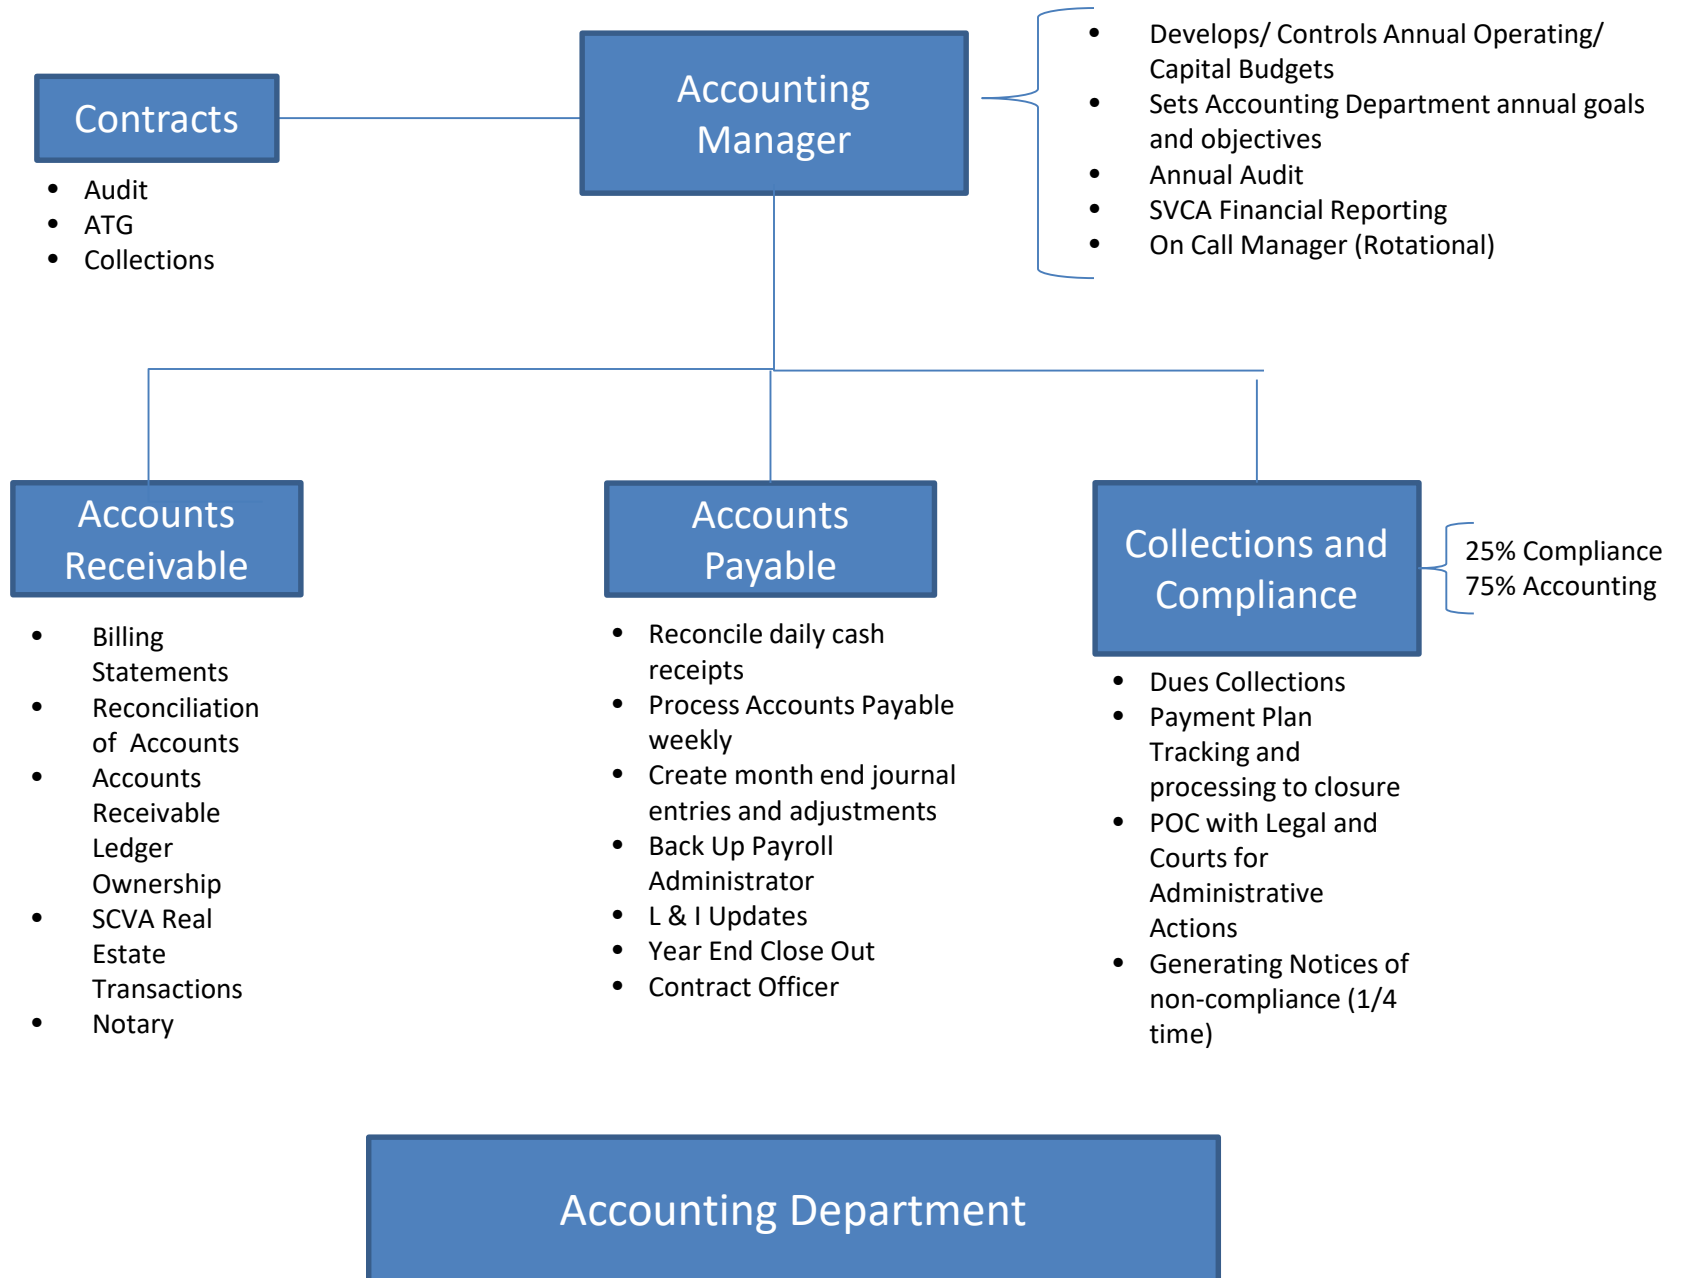 Contracts
• Audit
• ATG
• Collections
Accounting
Manager
• Develops/ Controls Annual Operating/
Capital Budgets
• Sets Accounting Department annual goals
and objectives
• Annual Audit
• SVCA Financial Reporting
• On Call Manager (Rotational)
Accounts
Receivable
• Billing
Statements
• Reconciliation
of Accounts
• Accounts
Receivable
Ledger
Ownership
• SCVA Real
Estate
Transactions
• Notary
Accounts
Payable
• Reconcile daily cash
receipts
• Process Accounts Payable
weekly
• Create month end journal
entries and adjustments
• Back Up Payroll
Administrator
• L & I Updates
• Year End Close Out
• Contract Officer
Collections and
Compliance
25% Compliance
75% Accounting
• Dues Collections
• Payment Plan
Tracking and
processing to closure
• POC with Legal and
Courts for
Administrative
Actions
• Generating Notices of
non-compliance (1/4
time)
Accounting Department